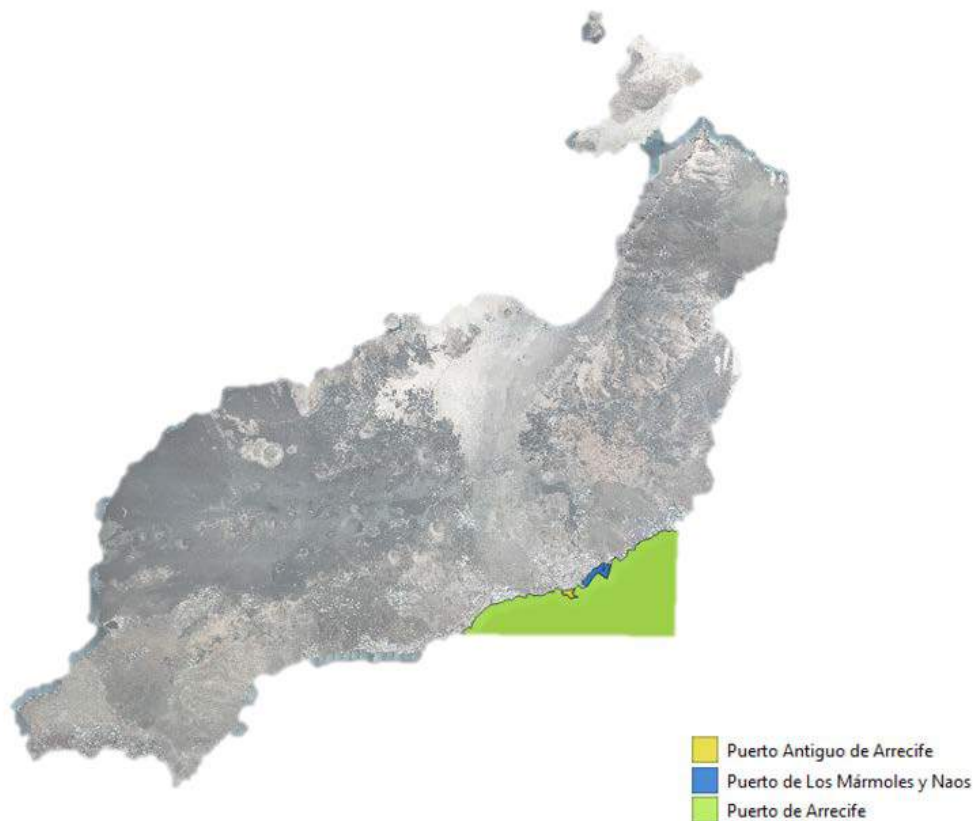 Puerto Antiguo de Arrecife
Puerto de Los Mármoles y Naos
Puerto de Arrecife